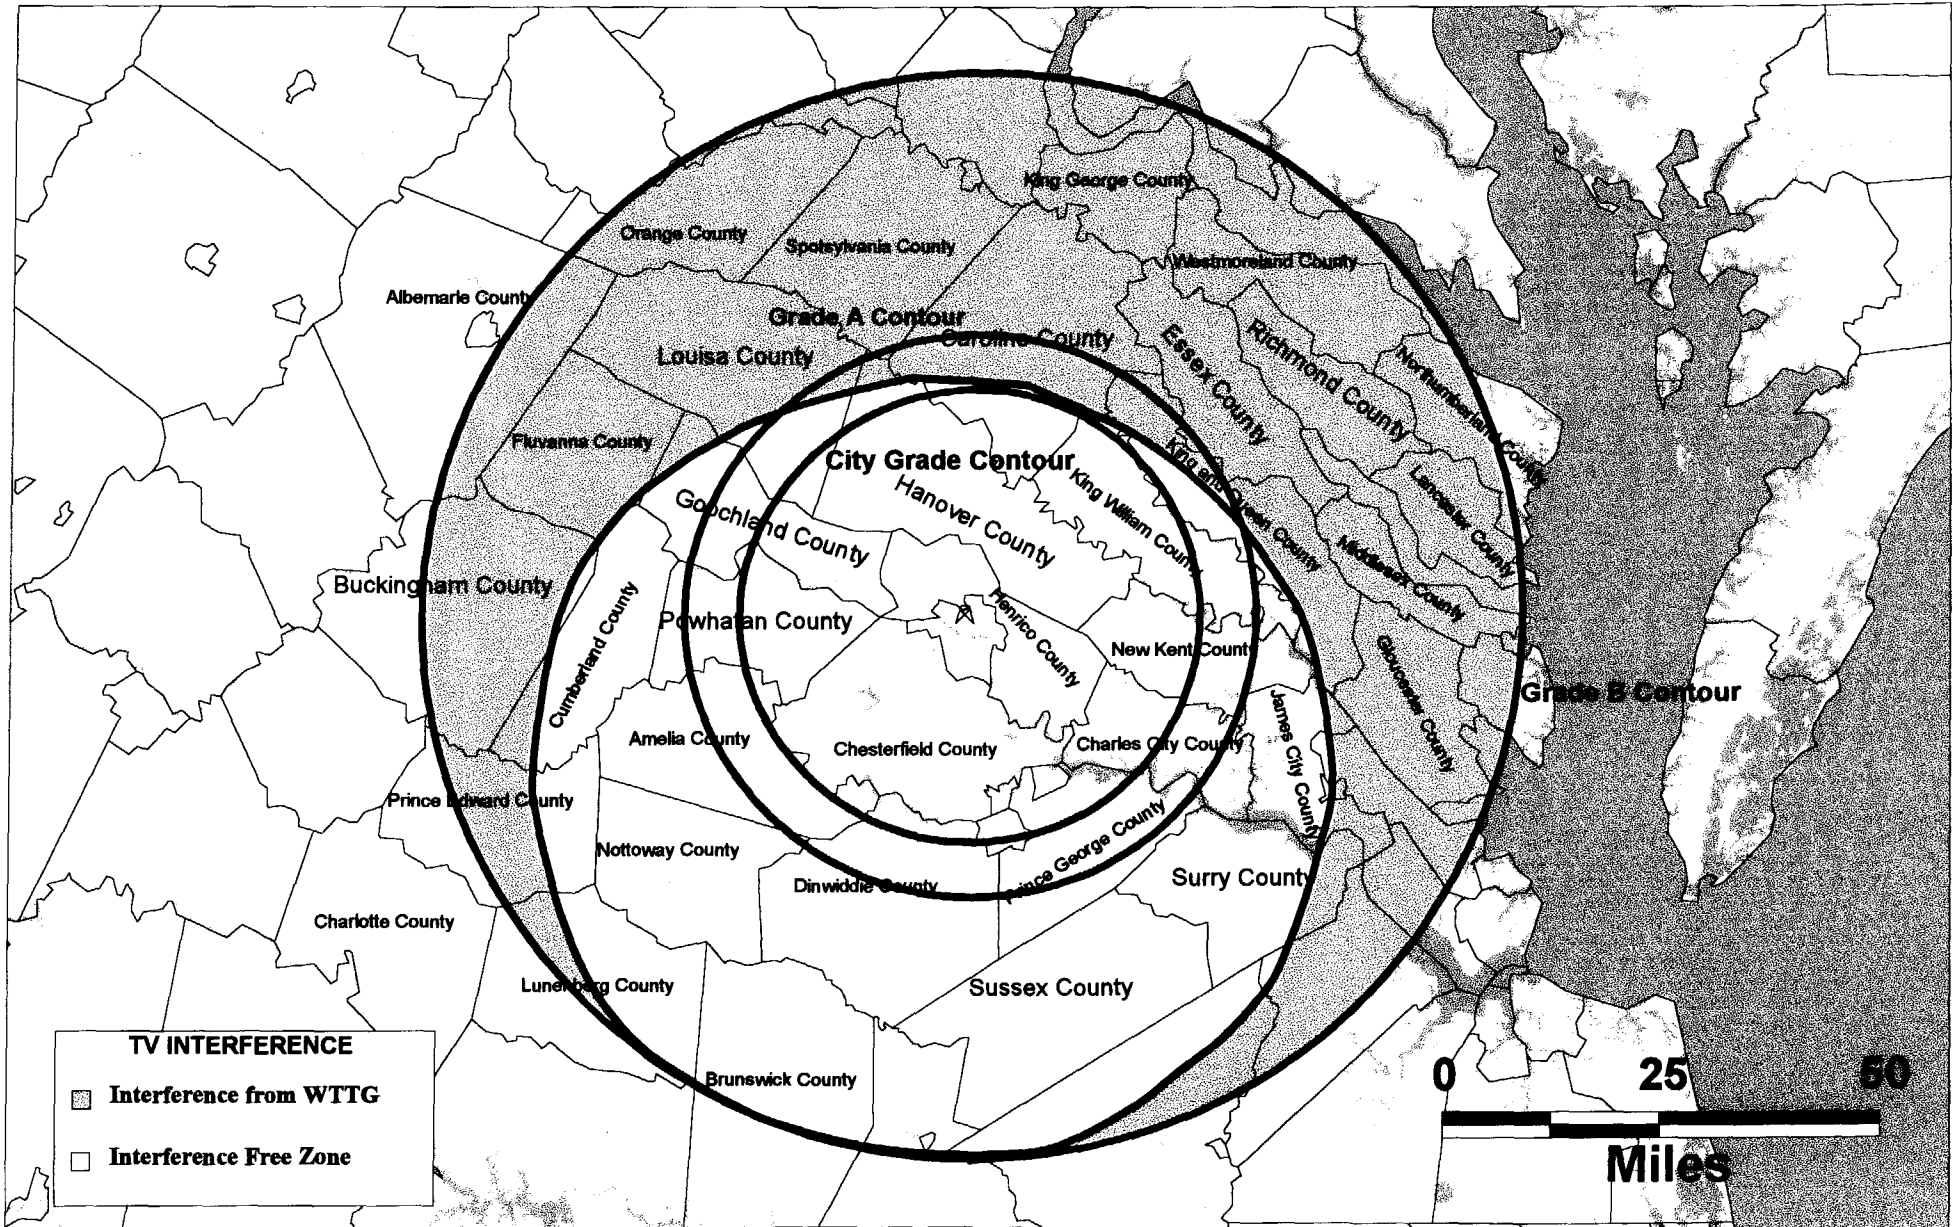 King George County
Orange County
Spotsylvania County
Westmoreland County
Albemarle County
Grade A Contour
Caroline County
Louisa County
Essex County
Richmond County
Northumberland County
Fluvanna County
City Grade Contour
King and Queen County
King William County
Lancaster County
Hanover County
Goochland County
Middlesex County
Buckingham County
Cumberland County
Powhatan County
Henrico County
New Kent County
Gloucester County
Grade B Contour
James City County
Amelia County
Chesterfield County
Charles City County
Prince Edward County
Prince George County
Nottoway County
Dinwiddie County
Surry County
Charlotte County
Lunenberg County
Sussex County
Brunswick County
TV INTERFERENCE
Interference from WTTG
Interference Free Zone
0 25 50
Miles